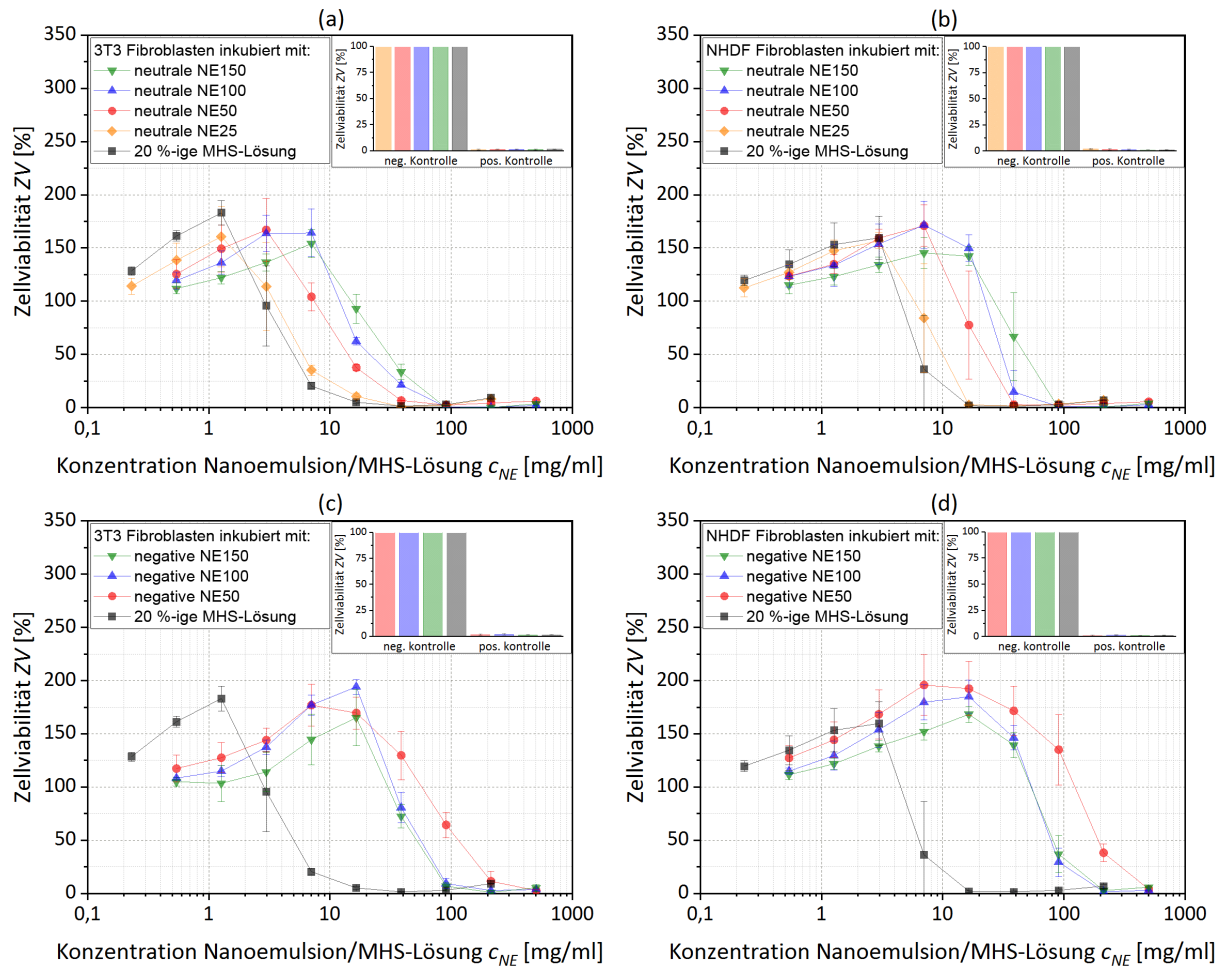 (a)
350
300
250
200
150
100
50
0
Zellviabilität ZV [%]
3T3 Fibroblasten inkubiert mit:
neutrale NE150
neutrale NE100
neutrale NE50
neutrale NE25
20 %-ige MHS-Lösung
100
75
50
25
0
Zellviabilität ZV [%]
neg. Kontrolle pos. Kontrolle
0,1 1 10 100 1000
Konzentration Nanoemulsion/MHS-Lösung cNE [mg/ml]
(b)
350
300
250
200
150
100
50
0
Zellviabilität ZV [%]
NHDF Fibroblasten inkubiert mit:
neutrale NE150
neutrale NE100
neutrale NE50
neutrale NE25
20 %-ige MHS-Lösung
100
75
50
25
0
Zellviabilität ZV [%]
neg. Kontrolle pos. Kontrolle
0,1 1 10 100 1000
Konzentration Nanoemulsion/MHS-Lösung cNE [mg/ml]
(c)
350
300
250
200
150
100
50
0
Zellviabilität ZV [%]
3T3 Fibroblasten inkubiert mit:
negative NE150
negative NE100
negative NE50
20 %-ige MHS-Lösung
100
75
50
25
0
Zellviabilität ZV [%]
neg. kontrolle pos. kontrolle
0,1 1 10 100 1000
Konzentration Nanoemulsion/MHS-Lösung cNE [mg/ml]
(d)
350
300
250
200
150
100
50
0
Zellviabilität ZV [%]
NHDF Fibroblasten inkubiert mit:
negative NE150
negative NE100
negative NE50
20 %-ige MHS-Lösung
100
75
50
25
0
Zellviabilität ZV [%]
neg. kontrolle pos. kontrolle
0,1 1 10 100 1000
Konzentration Nanoemulsion/MHS-Lösung cNE [mg/ml]